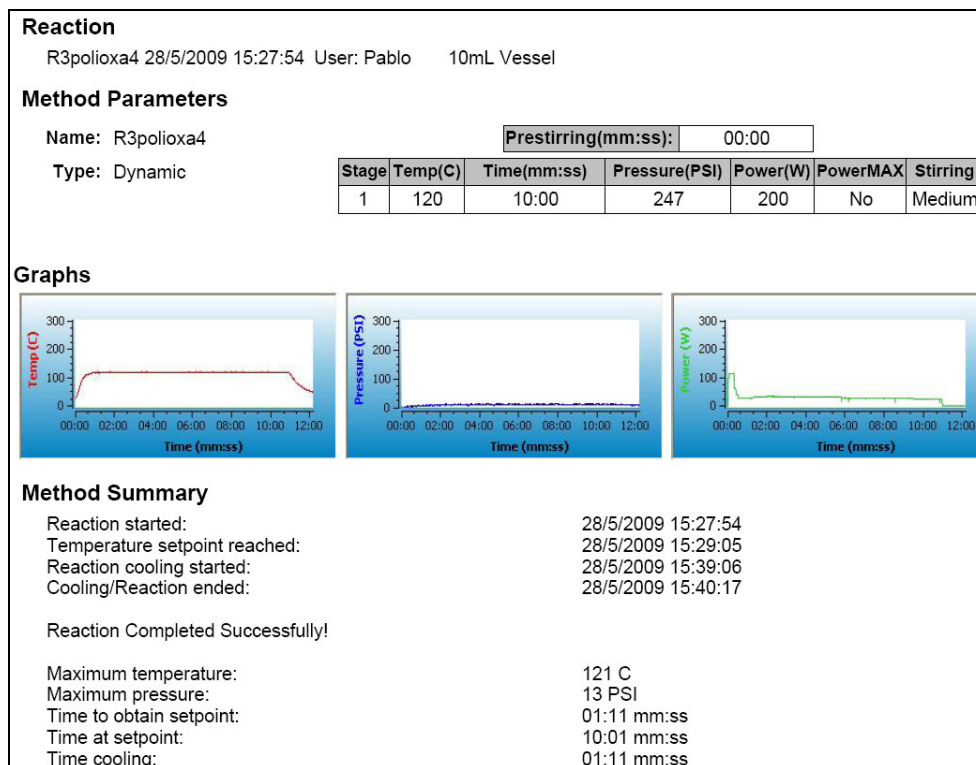 Reaction
R3polioxa4 28/5/2009 15:27:54 User: Pablo 10mL Vessel
Method Parameters
Name: R3polioxa4 Prestirring(mm:ss): 00:00
Type: Dynamic
Stage Temp(C) Time(mm:ss) Pressure(PSI) Power(W) PowerMAX Stirring
1 120 10:00 247 200 No Medium
Graphs
Temp (C)
300
200
100
0
00:00 02:00 04:00 06:00 08:00 10:00 12:00
Time (mm:ss)
Pressure (PSI)
300
200
100
0
00:00 02:00 04:00 06:00 08:00 10:00 12:00
Time (mm:ss)
Power (W)
300
200
100
0
00:00 02:00 04:00 06:00 08:00 10:00 12:00
Time (mm:ss)
Method Summary
Reaction started: 28/5/2009 15:27:54
Temperature setpoint reached: 28/5/2009 15:29:05
Reaction cooling started: 28/5/2009 15:39:06
Cooling/Reaction ended: 28/5/2009 15:40:17
Reaction Completed Successfully!
Maximum temperature: 121 C
Maximum pressure: 13 PSI
Time to obtain setpoint: 01:11 mm:ss
Time at setpoint: 10:01 mm:ss
Time cooling: 01:11 mm:ss